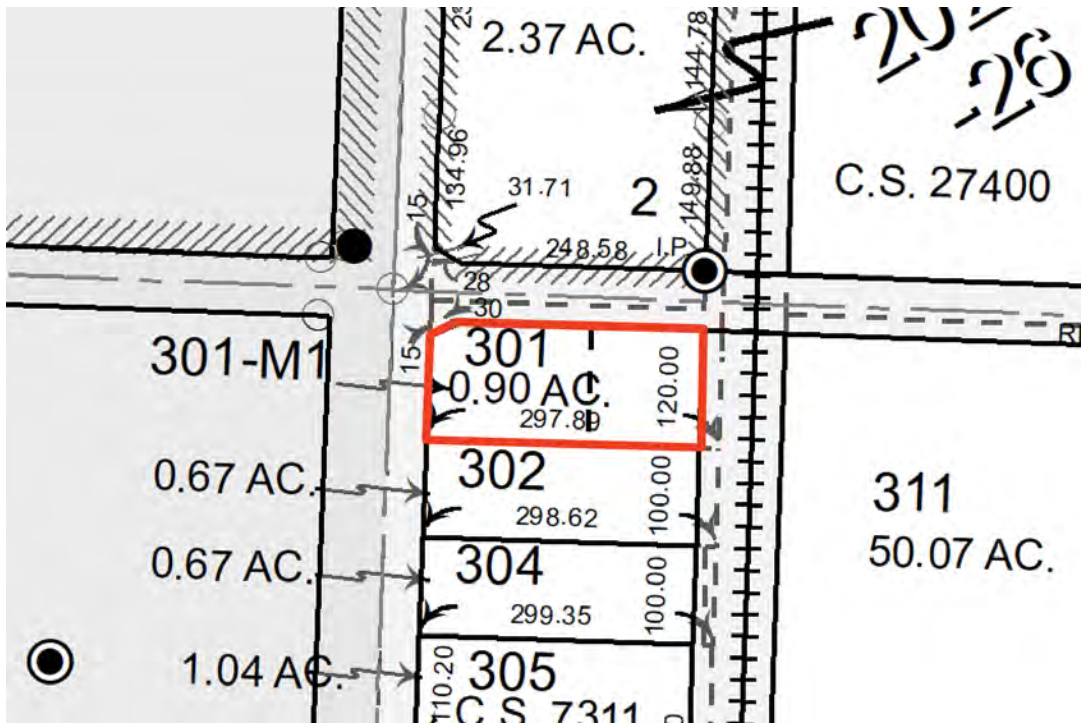 2.37 AC.
144.78
-26
C.S. 27400
134.96
149.88
31.71
2
15
248.58
I.P
28
30
301
301-M1
15
0.90 AC.
120.00
297.89
302
0.67 AC.
100.00
298.62
311
304
0.67 AC.
50.07 AC.
100.00
299.35
305
1.04 AC.
110.20
C.S. 7311